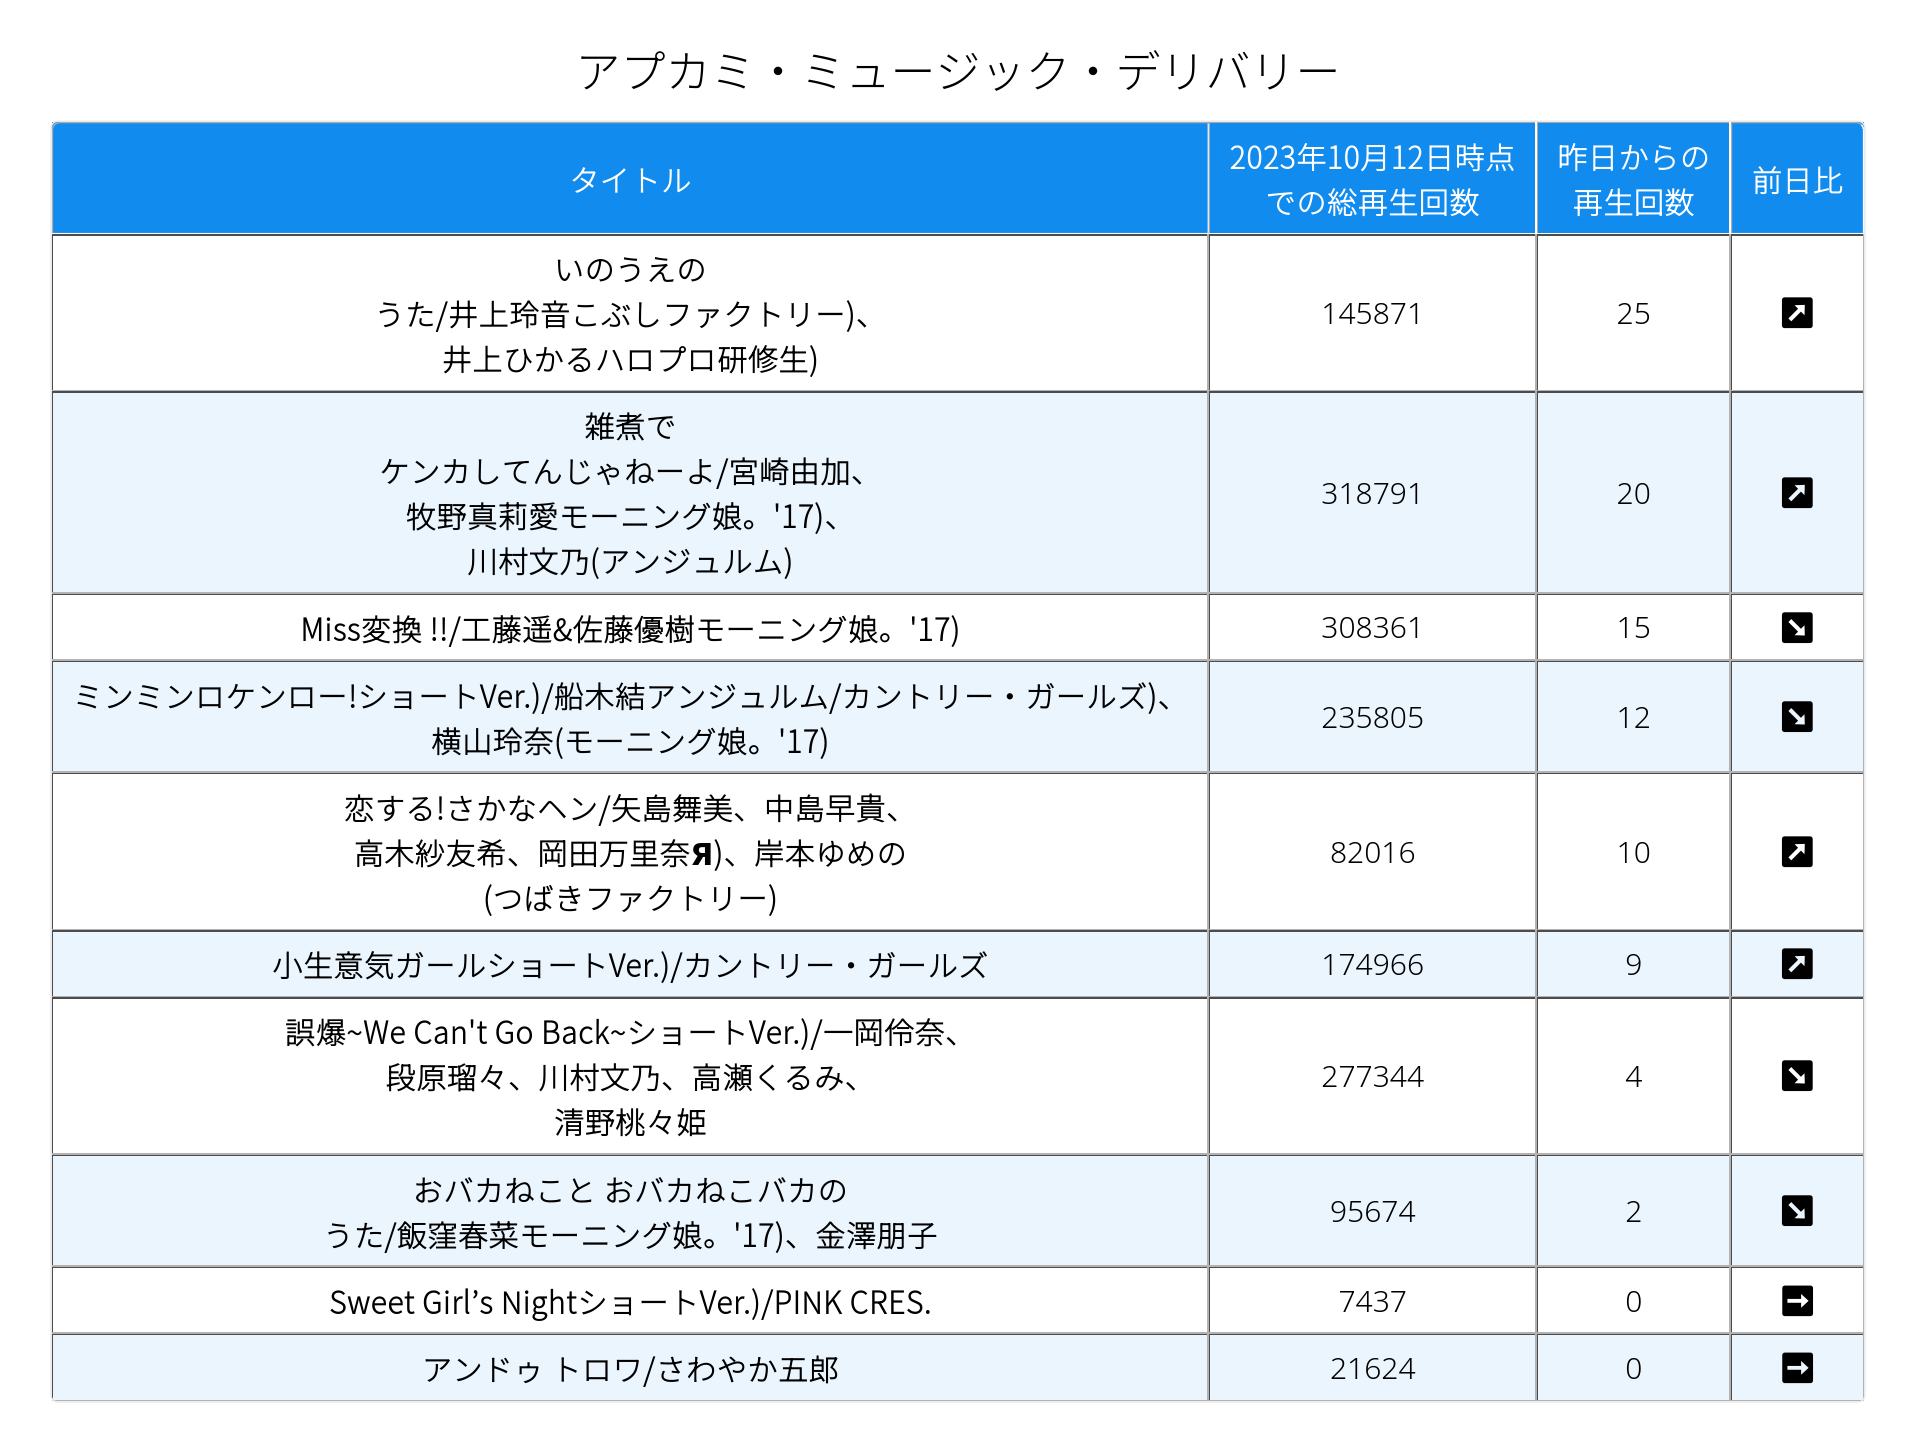 アプカミ・ミュージック・デリバリー
タイトル
2023年10月12日時点
での総再生回数
昨日からの
再生回数
前日比
いのうえの
うた/井上玲音こぶしファクトリー)、
井上ひかるハロプロ研修生)
145871
25
雑煮で
ケンカしてんじゃねーよ/宮崎由加、
牧野真莉愛モーニング娘。'17)、
川村文乃(アンジュルム)
318791
20
Miss変換 !!/工藤遥&佐藤優樹モーニング娘。'17)
308361
15
ミンミンロケンロー!ショートVer.)/船木結アンジュルム/カントリー・ガールズ)、
横山玲奈(モーニング娘。'17)
235805
12
恋する!さかなヘン/矢島舞美、中島早貴、
高木紗友希、岡田万里奈Я)、岸本ゆめの
(つばきファクトリー)
82016
10
小生意気ガールショートVer.)/カントリー・ガールズ
174966
9
誤爆~We Can't Go Back~ショートVer.)/一岡伶奈、
段原瑠々、川村文乃、高瀬くるみ、
清野桃々姫
277344
4
おバカねこと おバカねこバカの
うた/飯窪春菜モーニング娘。'17)、金澤朋子
95674
2
Sweet Girl’s NightショートVer.)/PINK CRES.
7437
0
アンドゥ トロワ/さわやか五郎
21624
0